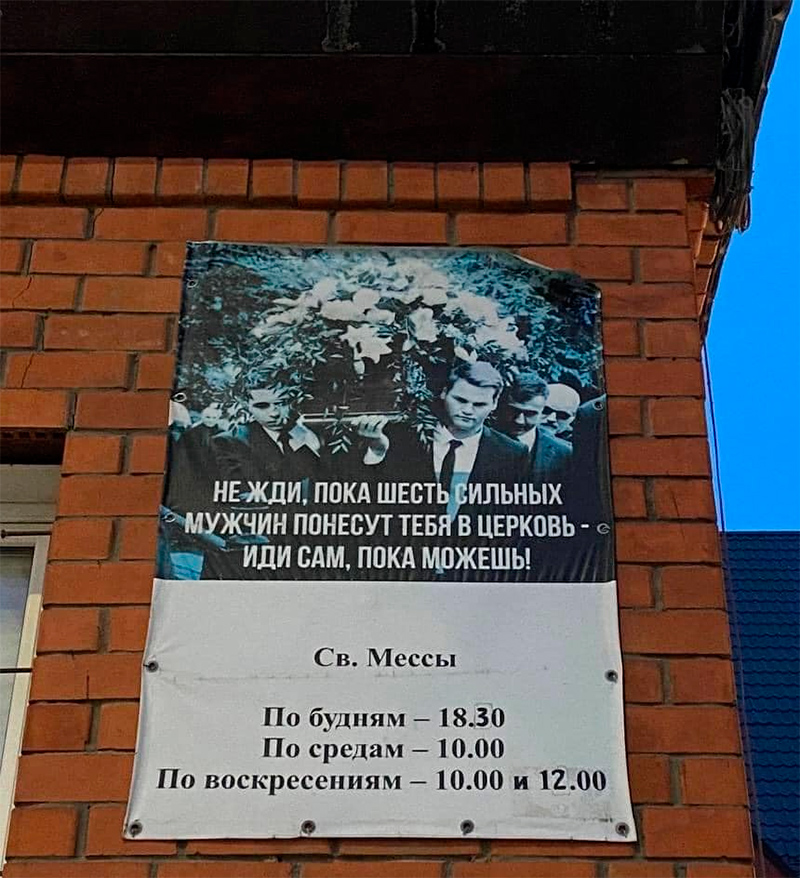 НЕ ЖДИ, ПОКА ШЕСТЬ СИЛЬНЫХ
МУЖЧИН ПОНЕСУТ ТЕБЯ В ЦЕРКОВЬ -
ИДИ САМ, ПОКА МОЖЕШЬ!
Св. Мессы
По будням – 18.30
По средам – 10.00
По воскресениям – 10.00 и 12.00